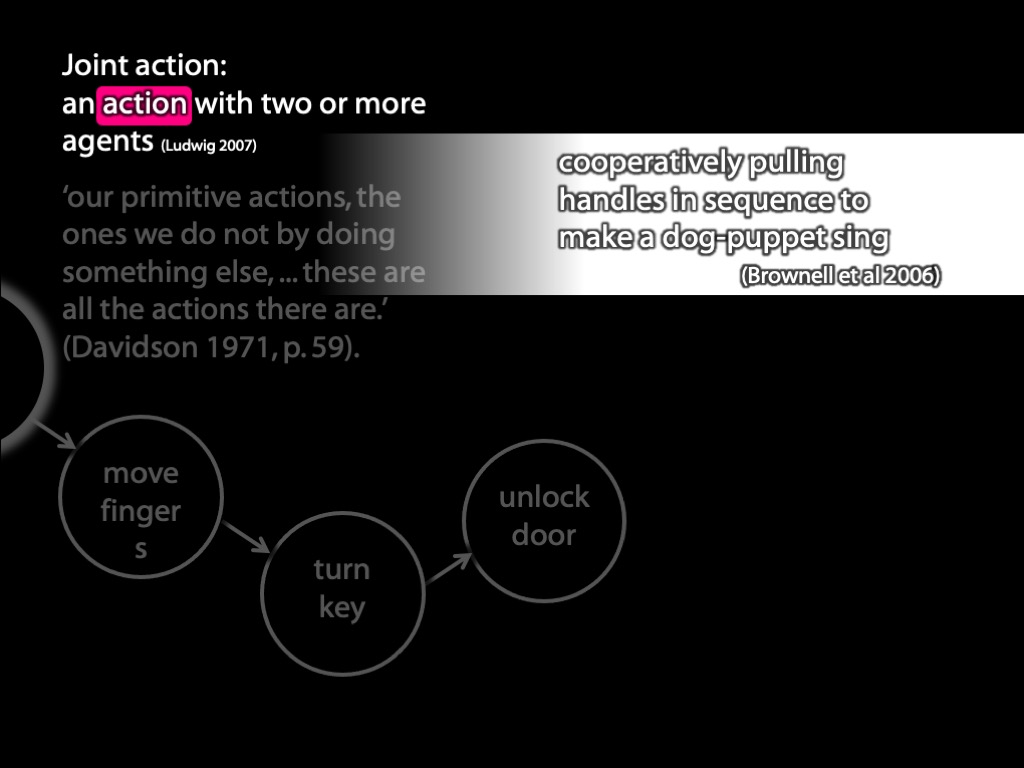 Joint action:
an action with two or more
agents (Ludwig 2007)
‘our primitive actions, the
ones we do not by doing
something else, ... these are
all the actions there are.’
(Davidson 1971, p. 59).
cooperatively pulling
handles in sequence to
make a dog-puppet sing
(Brownell et al 2006)
move
finger
s
turn
key
unlock
door